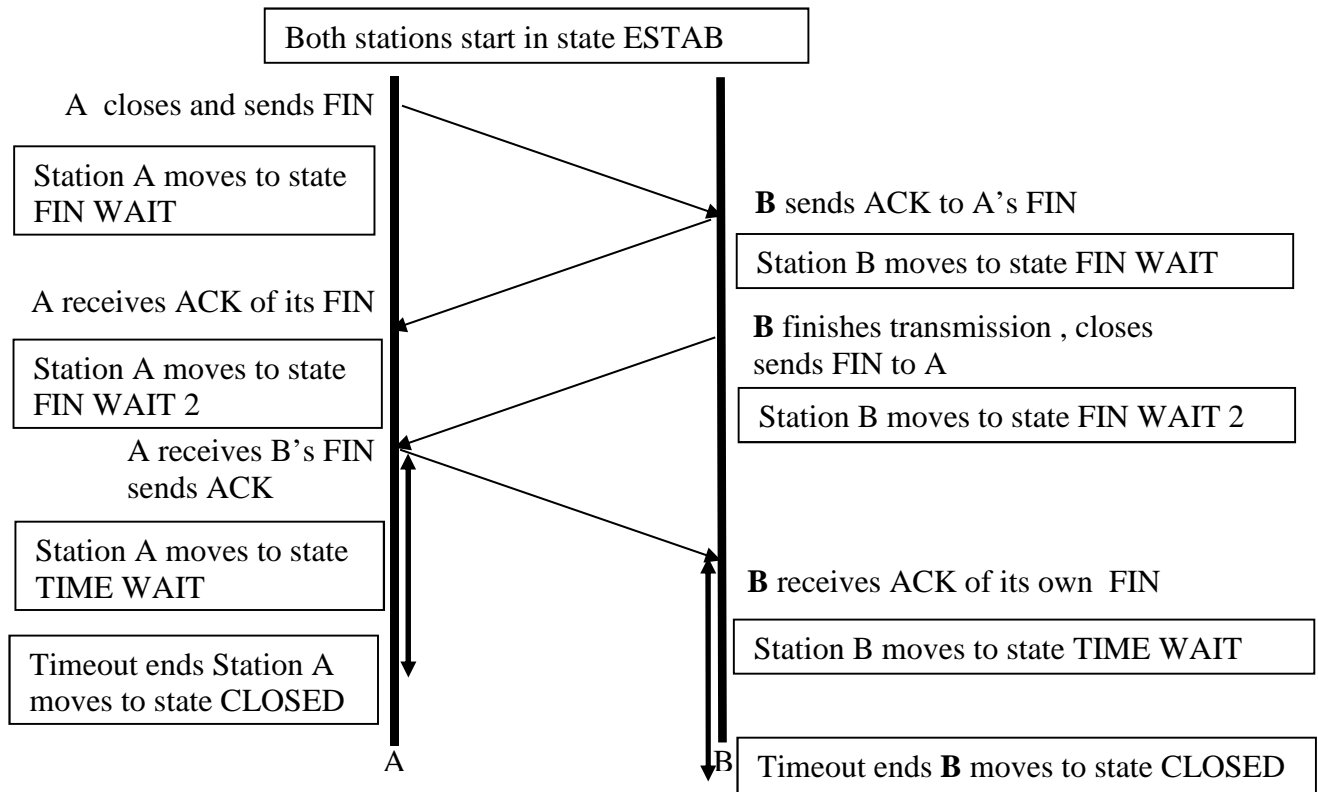 Both stations start in state ESTAB
A closes and sends FIN
Station A moves to state
FIN WAIT
B sends ACK to A’s FIN
Station B moves to state FIN WAIT
A receives ACK of its FIN
B finishes transmission , closes
sends FIN to A
Station A moves to state
FIN WAIT 2
Station B moves to state FIN WAIT 2
A receives B’s FIN
sends ACK
Station A moves to state
TIME WAIT
B receives ACK of its own FIN
Station B moves to state TIME WAIT
Timeout ends Station A
moves to state CLOSED
A
B
Timeout ends B moves to state CLOSED